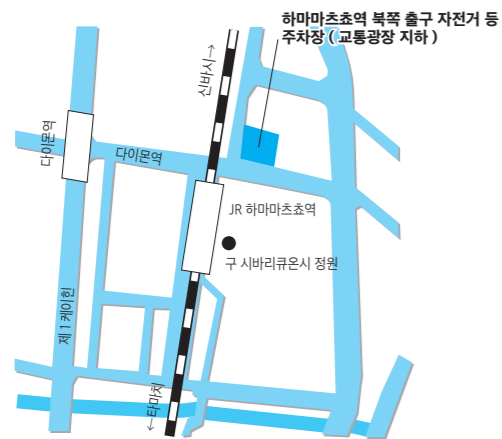 하마마츠쵸역 북쪽 출구 자전거 등
주차장 ( 교통광장 지하 )
신바시→
다이몬역
다이몬역
JR 하마마츠쵸역
구 시바리큐온시 정원
제 1 케이힌
←타마치